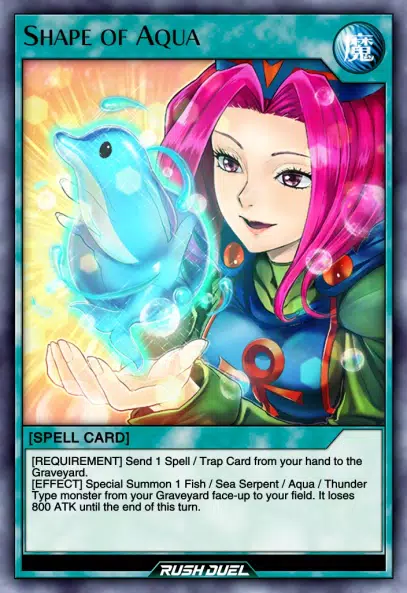 Shape of Aqua
魔
[SPELL CARD]
[REQUIREMENT] Send 1 Spell / Trap Card from your hand to the
Graveyard.
[EFFECT] Special Summon 1 Fish / Sea Serpent / Aqua / Thunder
Type monster from your Graveyard face-up to your field. It loses
800 ATK until the end of this turn.
RUSH DUEL